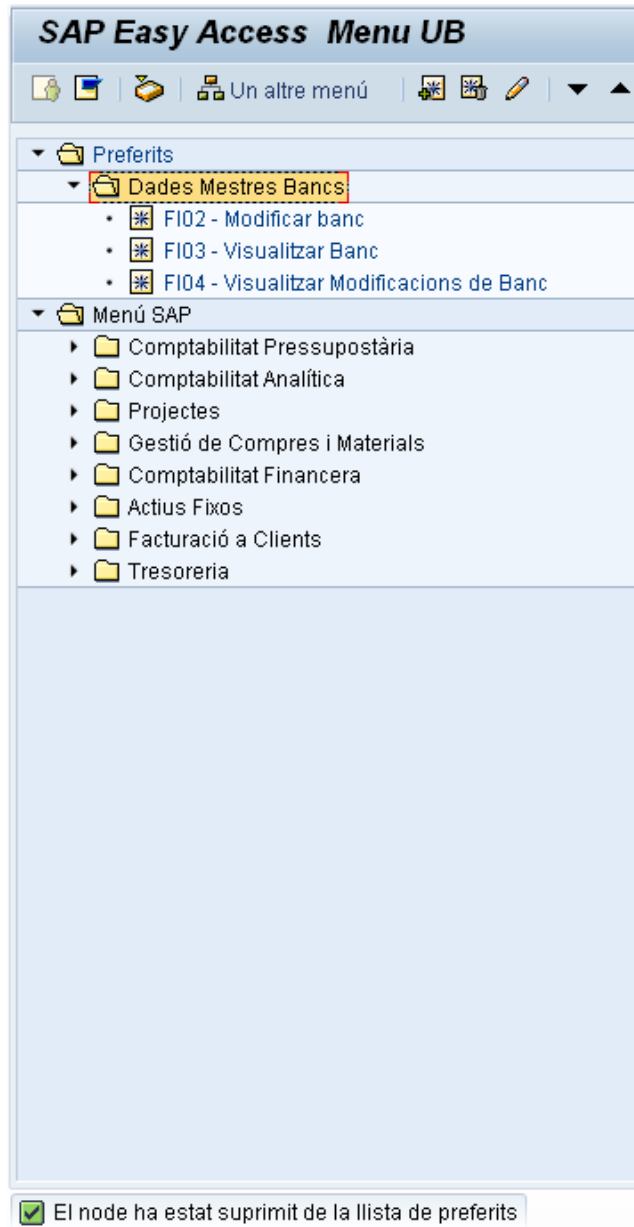 SAP Easy Access Menu UB
Un altre menú
Preferits
Dades Mestres Bancs
FI02 - Modificar banc
FI03 - Visualitzar Banc
FI04 - Visualitzar Modificacions de Banc
Menú SAP
Comptabilitat Pressupostària
Comptabilitat Analítica
Projectes
Gestió de Compres i Materials
Comptabilitat Financera
Actius Fixos
Facturació a Clients
Tresoreria
El node ha estat suprimit de la llista de preferits